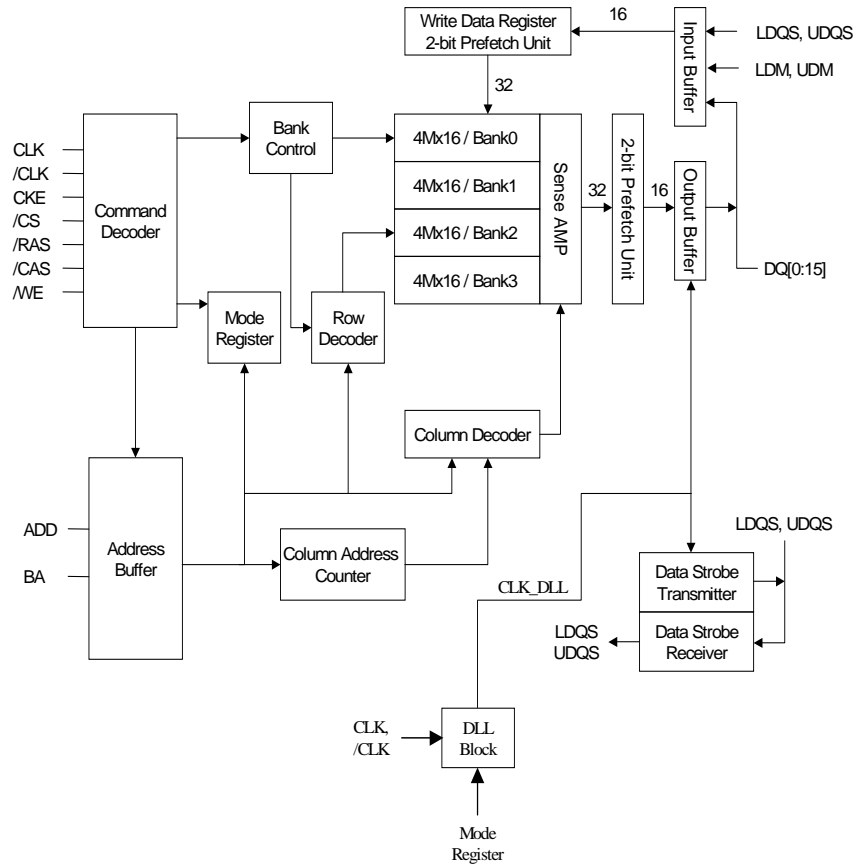 Write Data Register
2-bit Prefetch Unit
16
Input Buffer
LDQS, UDQS
LDM, UDM
32
Bank
Control
4Mx16 / Bank0
4Mx16 / Bank1
4Mx16 / Bank2
4Mx16 / Bank3
Sense AMP
32
2-bit Prefetch Unit
16
Output Buffer
DQ[0:15]
CLK
/CLK
CKE
/CS
/RAS
/CAS
/WE
Command
Decoder
Mode
Register
Row
Decoder
Column Decoder
ADD
BA
Address
Buffer
Column Address
Counter
CLK_DLL
LDQS, UDQS
Data Strobe
Transmitter
Data Strobe
Receiver
LDQS
UDQS
CLK,
/CLK
DLL
Block
Mode
Register